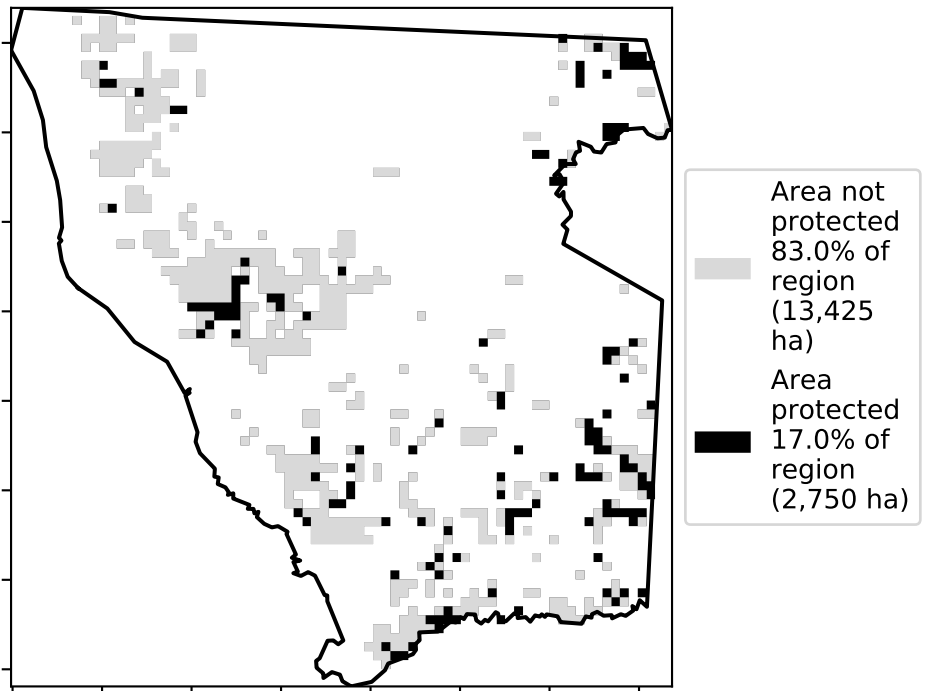 Area not
protected
83.0% of
region
(13,425
ha)
Area
protected
17.0% of
region
(2,750 ha)